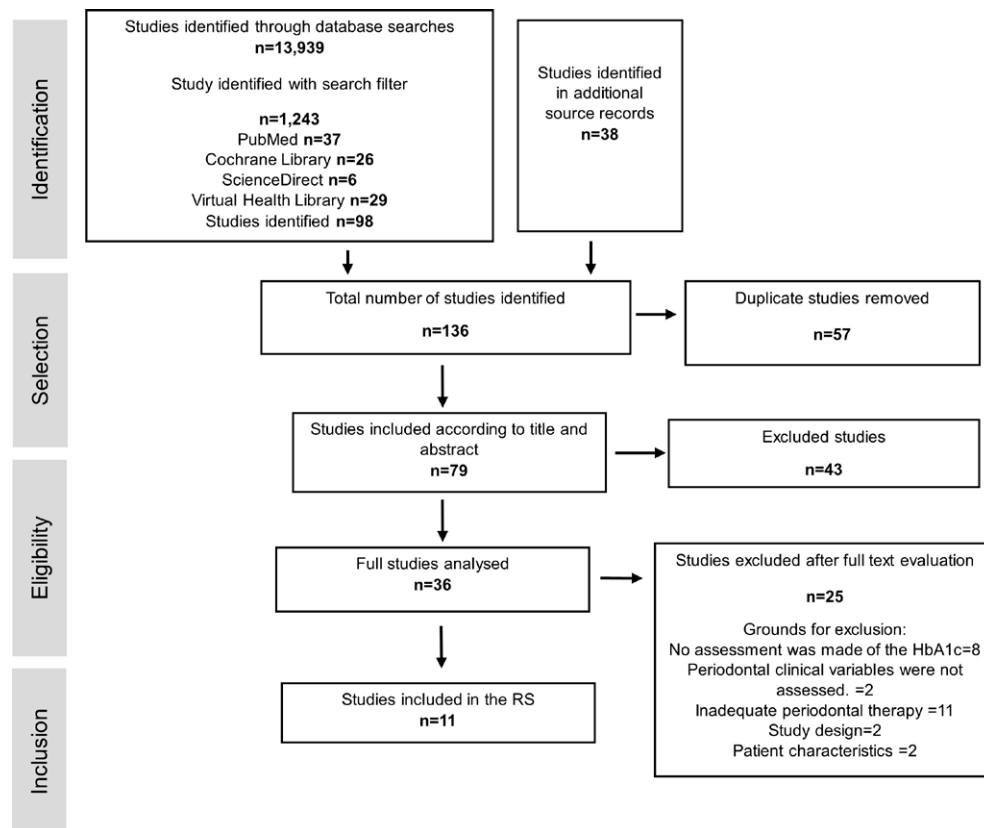 Identification
Studies identified through database searches
n=13,939
Study identified with search filter
n=1,243
PubMed n=37
Cochrane Library n=26
ScienceDirect n=6
Virtual Health Library n=29
Studies identified n=98
Studies identified
in additional
source records
n=38
Selection
Total number of studies identified
n=136
Duplicate studies removed
n=57
Studies included according to title and
abstract
n=79
Excluded studies
n=43
Eligibility
Full studies analysed
n=36
Studies excluded after full text evaluation
n=25
Grounds for exclusion:
No assessment was made of the HbA1c=8
Periodontal clinical variables were not
assessed. =2
Inadequate periodontal therapy =11
Study design=2
Patient characteristics =2
Inclusion
Studies included in the RS
n=11